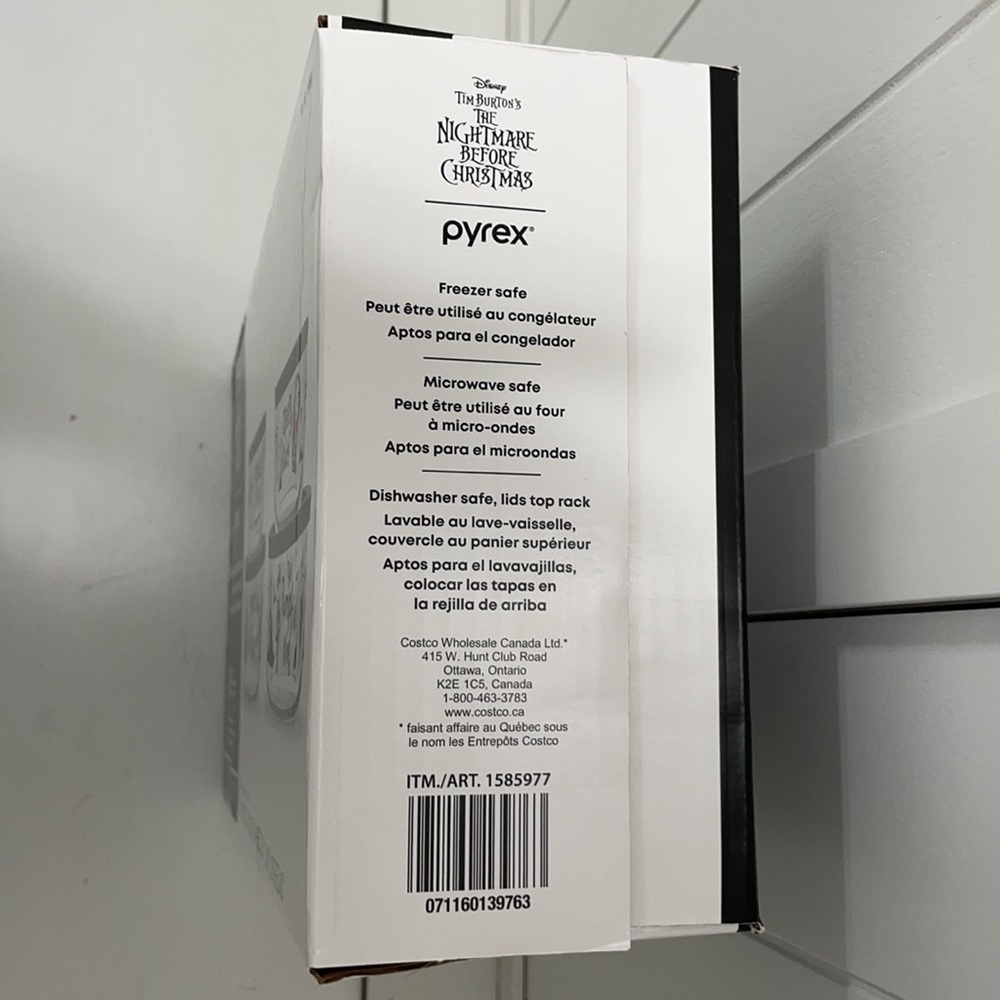 Disney
TIM BURTON'S
THE
NIGHTMARE
BEFORE
CHRISTMAS
pyrex®
Freezer safe
Peut être utilisé au congélateur
Aptos para el congelador
Microwave safe
Peut être utilisé au four
à micro-ondes
Aptos para el microondas
Dishwasher safe, lids top rack
Lavable au lave-vaisselle,
couvercle au panier supérieur
Aptos para el lavavajillas,
colocar las tapas en
la rejilla de arriba
Costco Wholesale Canada Ltd.*
415 W. Hunt Club Road
Ottawa, Ontario
K2E 1C5, Canada
1-800-463-3783
www.costco.ca
* faisant affaire au Québec sous
le nom les Entrepôts Costco
ITM./ART. 1585977
071160139763